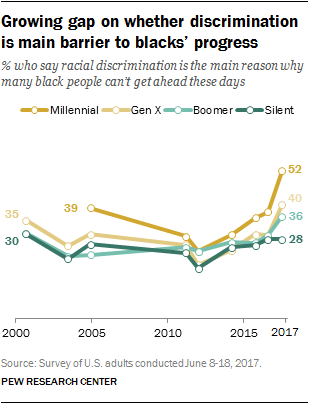 Growing gap on whether discrimination
is main barrier to blacks’ progress
% who say racial discrimination is the main reason why
many black people can’t get ahead these days
Millennial Gen X Boomer Silent
52
40
39
35 36
30 28
2000 2005 2010 2015 2017
Source: Survey of U.S. adults conducted June 8-18, 2017.
PEW RESEARCH CENTER